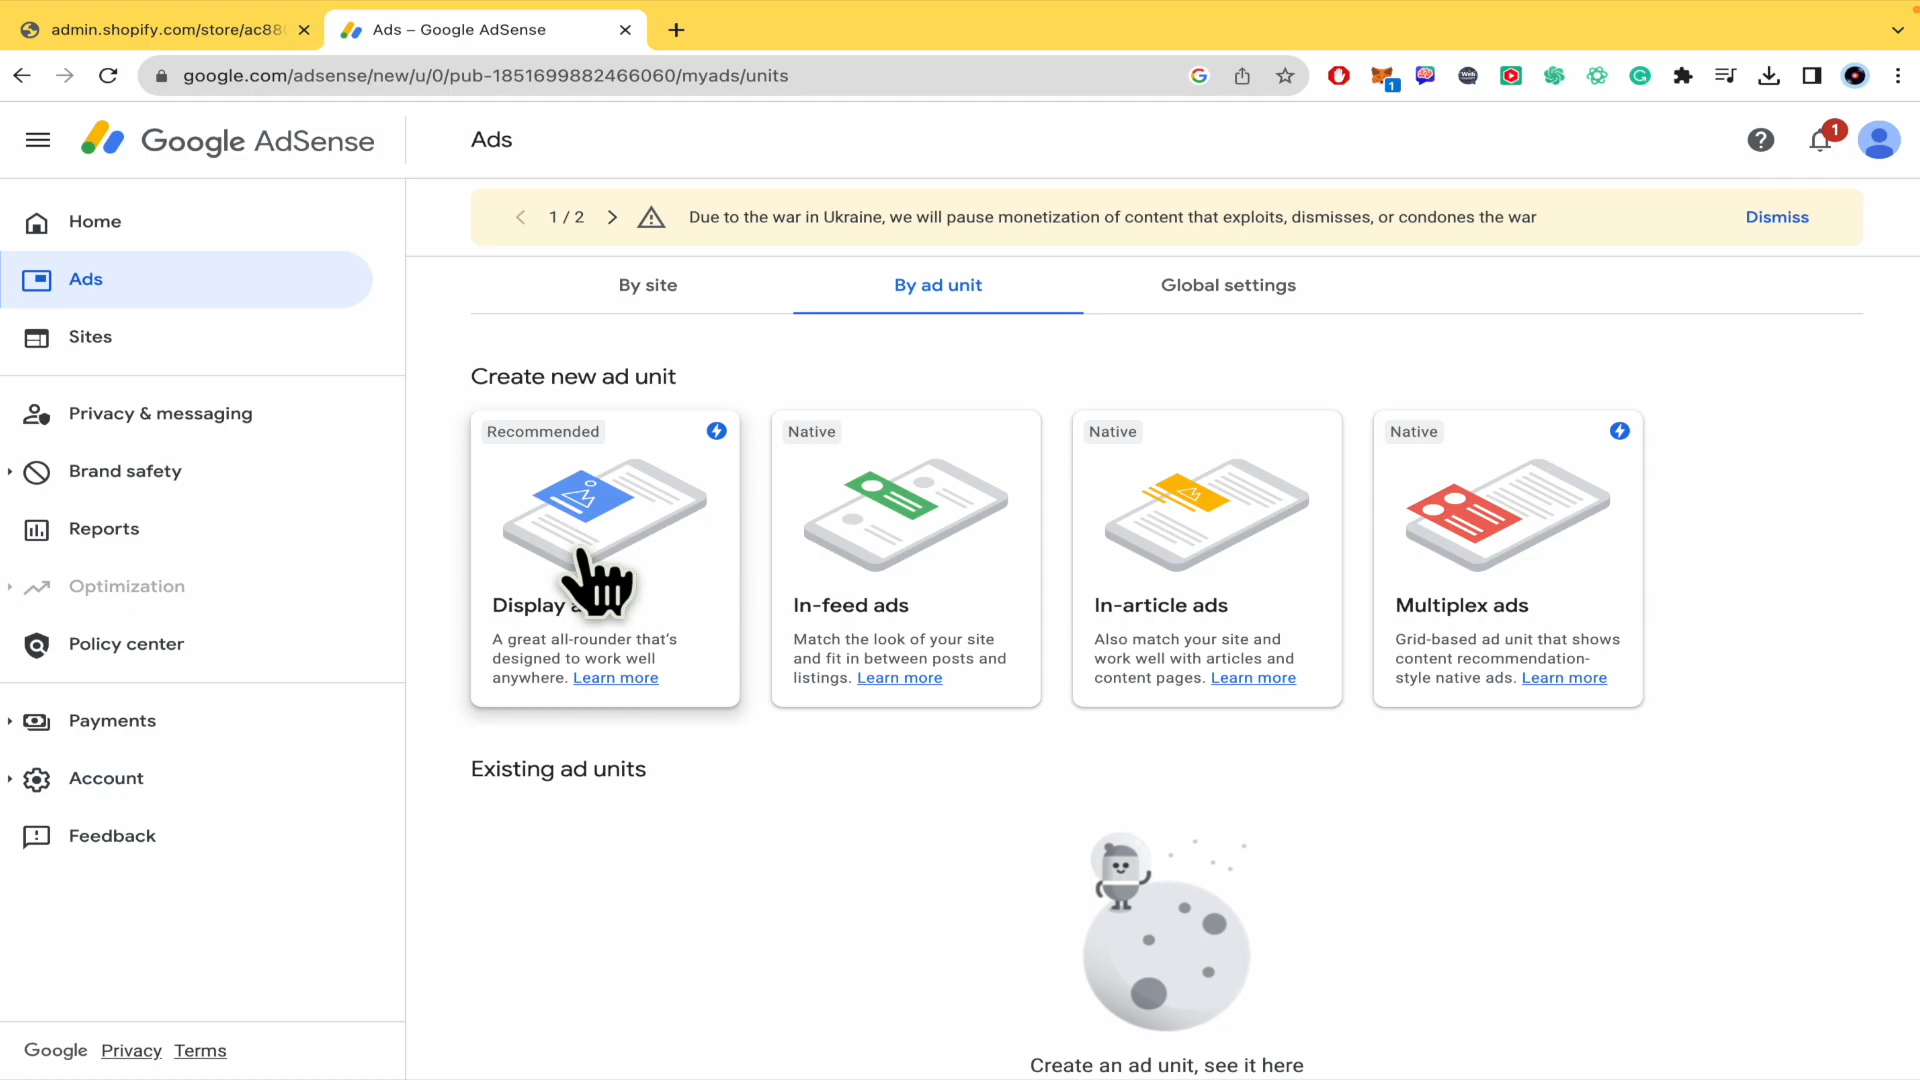 admin.shopify.com/store/ac88
Ads – Google AdSense
google.com/adsense/new/u/0/pub-1851699882466060/myads/units
1
Google AdSense
Ads
1
Home
Ads
Sites
Privacy & messaging
Brand safety
Reports
Optimization
Policy center
Payments
Account
Feedback
Google Privacy Terms
1 / 2
Due to the war in Ukraine, we will pause monetization of content that exploits, dismisses, or condones the war
Dismiss
By site
By ad unit
Global settings
Create new ad unit
Recommended
Display
A great all-rounder that's
designed to work well
anywhere. Learn more
Native
In-feed ads
Match the look of your site
and fit in between posts and
listings. Learn more
Native
In-article ads
Also match your site and
work well with articles and
content pages. Learn more
Native
Multiplex ads
Grid-based ad unit that shows
content recommendation-
style native ads. Learn more
Existing ad units
Create an ad unit, see it here